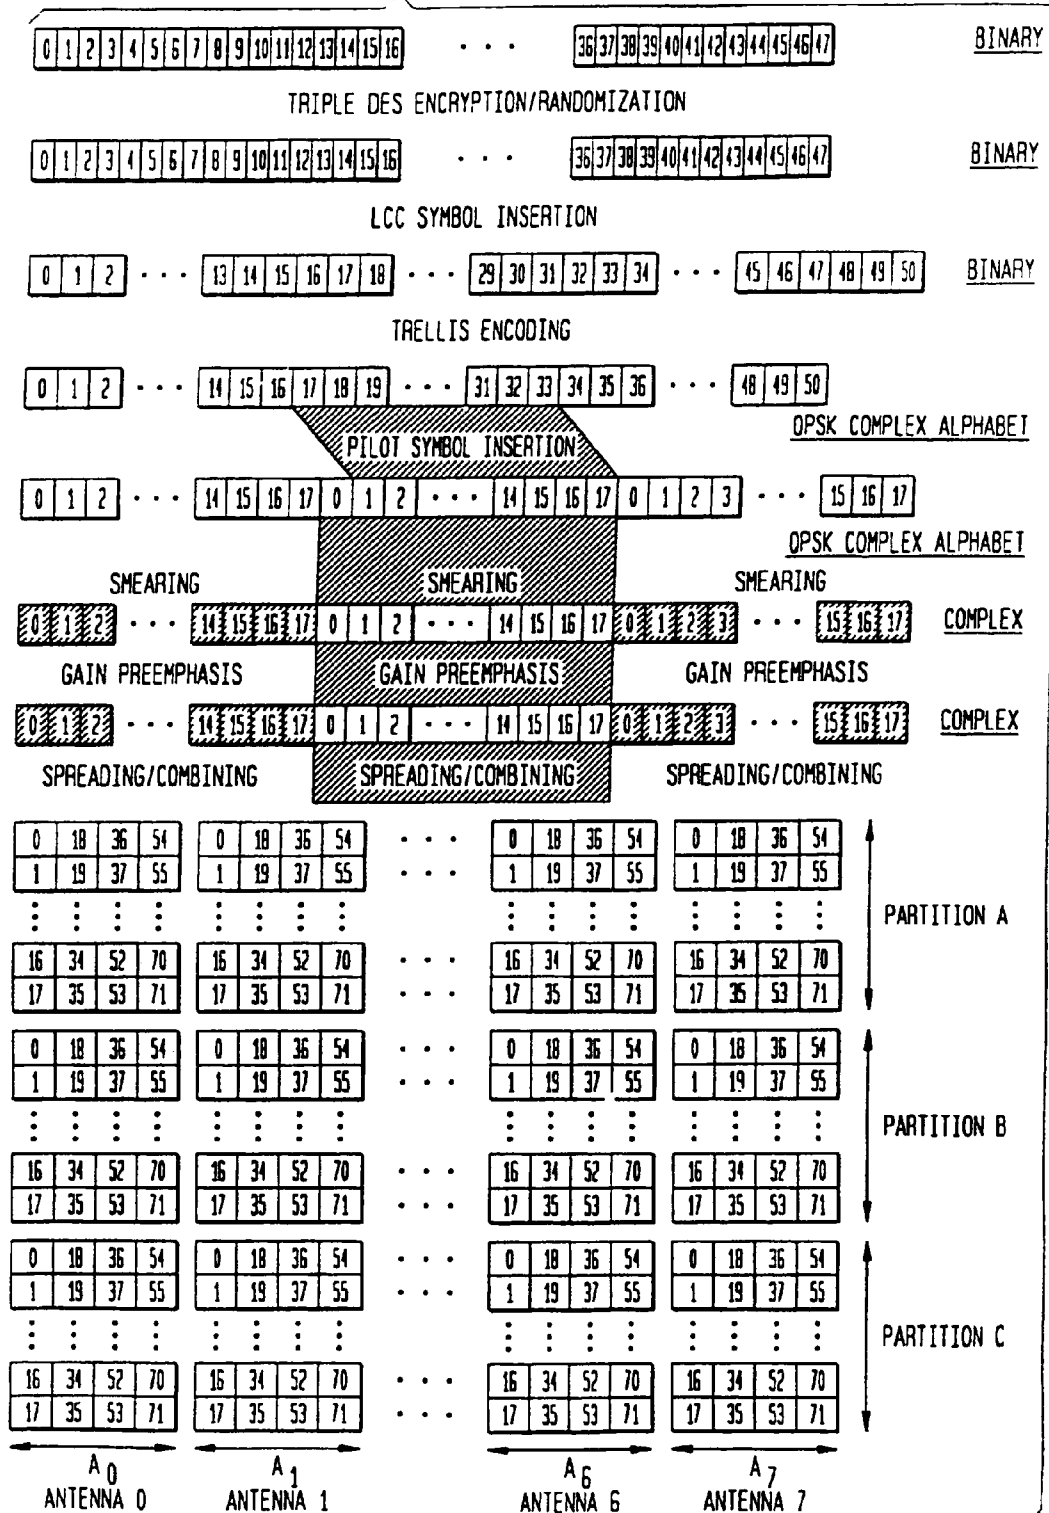 0 1 2 3 4 5 6 7 8 9 10 11 12 13 14 15 16 · · · 36 37 38 39 40 41 42 43 44 45 46 47 BINARY
TRIPLE DES ENCRYPTION/RANDOMIZATION
0 1 2 3 4 5 6 7 8 9 10 11 12 13 14 15 16 · · · 36 37 38 39 40 41 42 43 44 45 46 47 BINARY
LCC SYMBOL INSERTION
0 1 2 · · · 13 14 15 16 17 18 · · · 29 30 31 32 33 34 · · · 45 46 47 48 49 50 BINARY
TRELLIS ENCODING
0 1 2 · · · 14 15 16 17 18 19 · · · 31 32 33 34 35 36 · · · 48 49 50
QPSK COMPLEX ALPHABET
PILOT SYMBOL INSERTION
0 1 2 · · · 14 15 16 17 0 1 2 · · · 14 15 16 17 0 1 2 3 · · · 15 16 17
QPSK COMPLEX ALPHABET
SMEARING SMEARING SMEARING
0 1 2 · · · 14 15 16 17 0 1 2 · · · 14 15 16 17 0 1 2 3 · · · 15 16 17 COMPLEX
GAIN PREEMPHASIS GAIN PREEMPHASIS GAIN PREEMPHASIS
0 1 2 · · · 14 15 16 17 0 1 2 · · · 14 15 16 17 0 1 2 3 · · · 15 16 17 COMPLEX
SPREADING/COMBINING SPREADING/COMBINING SPREADING/COMBINING
0 18 36 54 0 18 36 54 · · · 0 18 36 54 0 18 36 54
1 19 37 55 1 19 37 55 · · · 1 19 37 55 1 19 37 55
PARTITION A
16 34 52 70 16 34 52 70 · · · 16 34 52 70 16 34 52 70
17 35 53 71 17 35 53 71 · · · 17 35 53 71 17 35 53 71
0 18 36 54 0 18 36 54 · · · 0 18 36 54 0 18 36 54
1 19 37 55 1 19 37 55 · · · 1 19 37 55 1 19 37 55
PARTITION B
16 34 52 70 16 34 52 70 · · · 16 34 52 70 16 34 52 70
17 35 53 71 17 35 53 71 · · · 17 35 53 71 17 35 53 71
0 18 36 54 0 18 36 54 · · · 0 18 36 54 0 18 36 54
1 19 37 55 1 19 37 55 · · · 1 19 37 55 1 19 37 55
PARTITION C
16 34 52 70 16 34 52 70 · · · 16 34 52 70 16 34 52 70
17 35 53 71 17 35 53 71 · · · 17 35 53 71 17 35 53 71
A0 A1 A6 A7
ANTENNA 0 ANTENNA 1 ANTENNA 6 ANTENNA 7